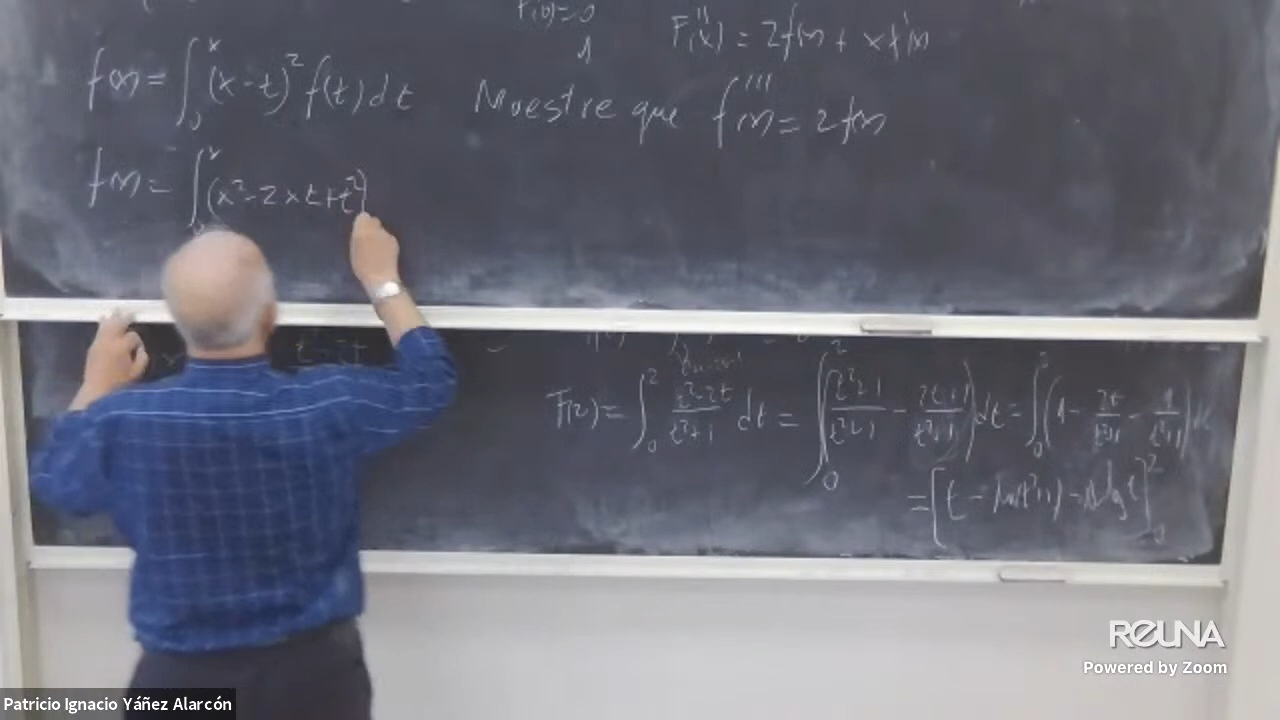 F(0)=0
F''(x) = 2f(x) + xf'(x)
f(x) = ∫₀ˣ (x-t)² f(t) dt Muestre que f'''(x) = 2f(x)
f(x) = ∫₀ˣ (x²-2xt+t²)
F(2) = ∫₀² (t²-2t)/(t²+1) dt = ∫₀² ((t²+1)/(t²+1) - (2t+1)/(t²+1)) dt = ∫₀² (1 - 2t/(t²+1) - 1/(t²+1)) dt
= [t - ln(t²+1) - Arctg t]₀²
REUNA
Powered by Zoom
Patricio Ignacio Yáñez Alarcón